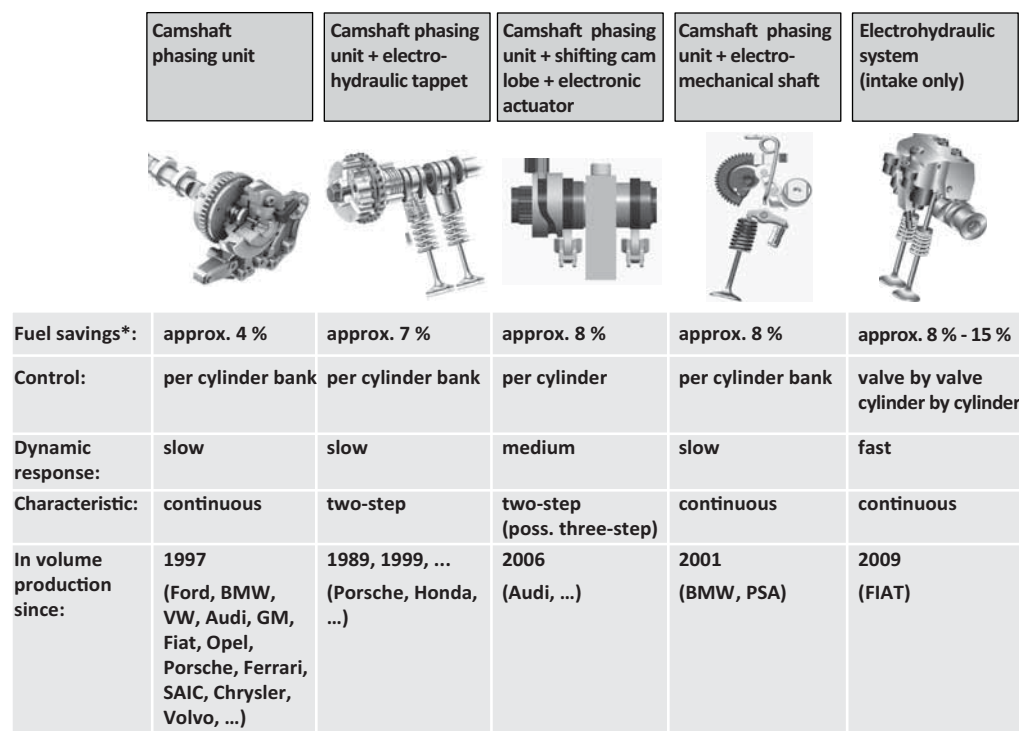 Camshaft
phasing unit
Camshaft phasing
unit + electro-
hydraulic tappet
Camshaft phasing
unit + shifting cam
lobe + electronic
actuator
Camshaft phasing
unit + electro-
mechanical shaft
Electrohydraulic
system
(intake only)
Fuel savings*:
approx. 4 %
approx. 7 %
approx. 8 %
approx. 8 %
approx. 8 % - 15 %
Control:
per cylinder bank
per cylinder bank
per cylinder
per cylinder bank
valve by valve
cylinder by cylinder
Dynamic
response:
slow
slow
medium
slow
fast
Characteristic:
continuous
two-step
two-step
(poss. three-step)
continuous
continuous
In volume
production
since:
1997
(Ford, BMW,
VW, Audi, GM,
Fiat, Opel,
Porsche, Ferrari,
SAIC, Chrysler,
Volvo, …)
1989, 1999, ...
(Porsche, Honda,
…)
2006
(Audi, …)
2001
(BMW, PSA)
2009
(FIAT)